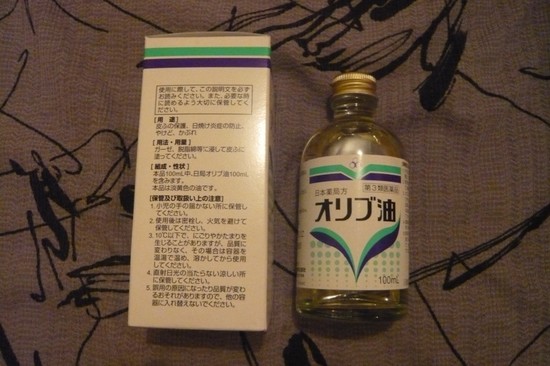 使用に際して、この説明文を必ず
お読みください。また、必要な時
に読めるよう大切に保管してください。
[用 途]
皮ふの保護、日焼け炎症の防止、
やけど、かぶれ
[用法・用量]
ガーゼ、脱脂綿等に浸して皮ふに
塗ってください。
[組成・性状]
本品100mL中、日局オリブ油100mL
を含みます。
本品は淡黄色の油です。
[保管及び取扱い上の注意]
1. 小児の手の届かない所に保管し
てください。
2. 使用後は密栓し、火気を避けて
保管してください。
3. 10℃以下で、にごりやかたまりを
生じることがありますが、品質に
変わりなく、その場合は容器を
温湯で温め、溶かしてから使用
してください。
4. 直射日光の当たらない涼しい所
に保管してください。
5. 誤用の原因になったり品質が変わ
るおそれがありますので、他の容
器に入れ替えないでください。
日本薬局方
第3類医薬品
オリブ油
100mL